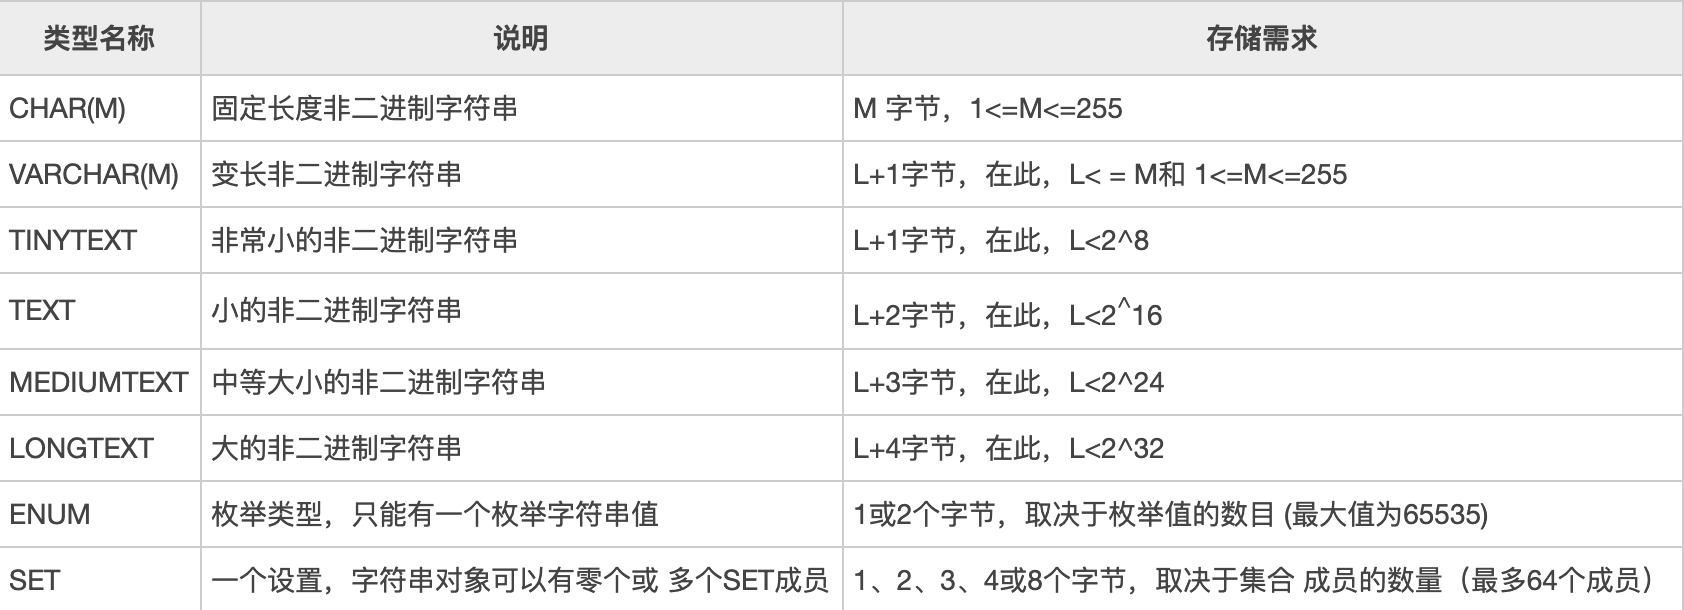 类型名称 说明 存储需求
CHAR(M) 固定长度非二进制字符串 M 字节，1<=M<=255
VARCHAR(M) 变长非二进制字符串 L+1字节，在此，L< = M和 1<=M<=255
TINYTEXT 非常小的非二进制字符串 L+1字节，在此，L<2^8
TEXT 小的非二进制字符串 L+2字节，在此，L<2^16
MEDIUMTEXT 中等大小的非二进制字符串 L+3字节，在此，L<2^24
LONGTEXT 大的非二进制字符串 L+4字节，在此，L<2^32
ENUM 枚举类型，只能有一个枚举字符串值 1或2个字节，取决于枚举值的数目 (最大值为65535)
SET 一个设置，字符串对象可以有零个或 多个SET成员 1、2、3、4或8个字节，取决于集合 成员的数量（最多64个成员）